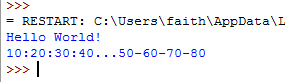 >>>
= RESTART: C:\Users\faith\AppData\L
Hello World!
10:20:30:40...50-60-70-80
>>>